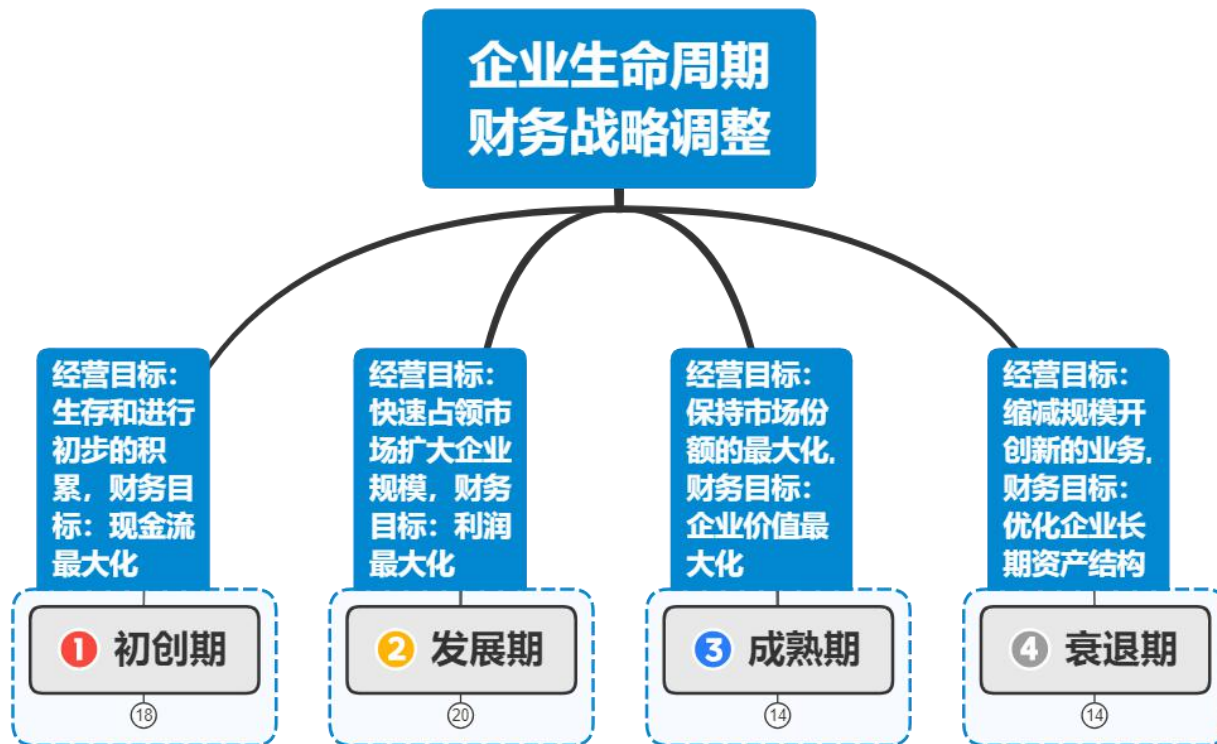 企业生命周期
财务战略调整
经营目标：
生存和进行
初步的积
累，财务目
标：现金流
最大化
1 初创期
18
经营目标：
快速占领市
场扩大企业
规模，财务
目标：利润
最大化
2 发展期
20
经营目标：
保持市场份
额的最大化,
财务目标：
企业价值最
大化
3 成熟期
14
经营目标：
缩减规模开
创新的业务,
财务目标：
优化企业长
期资产结构
4 衰退期
14